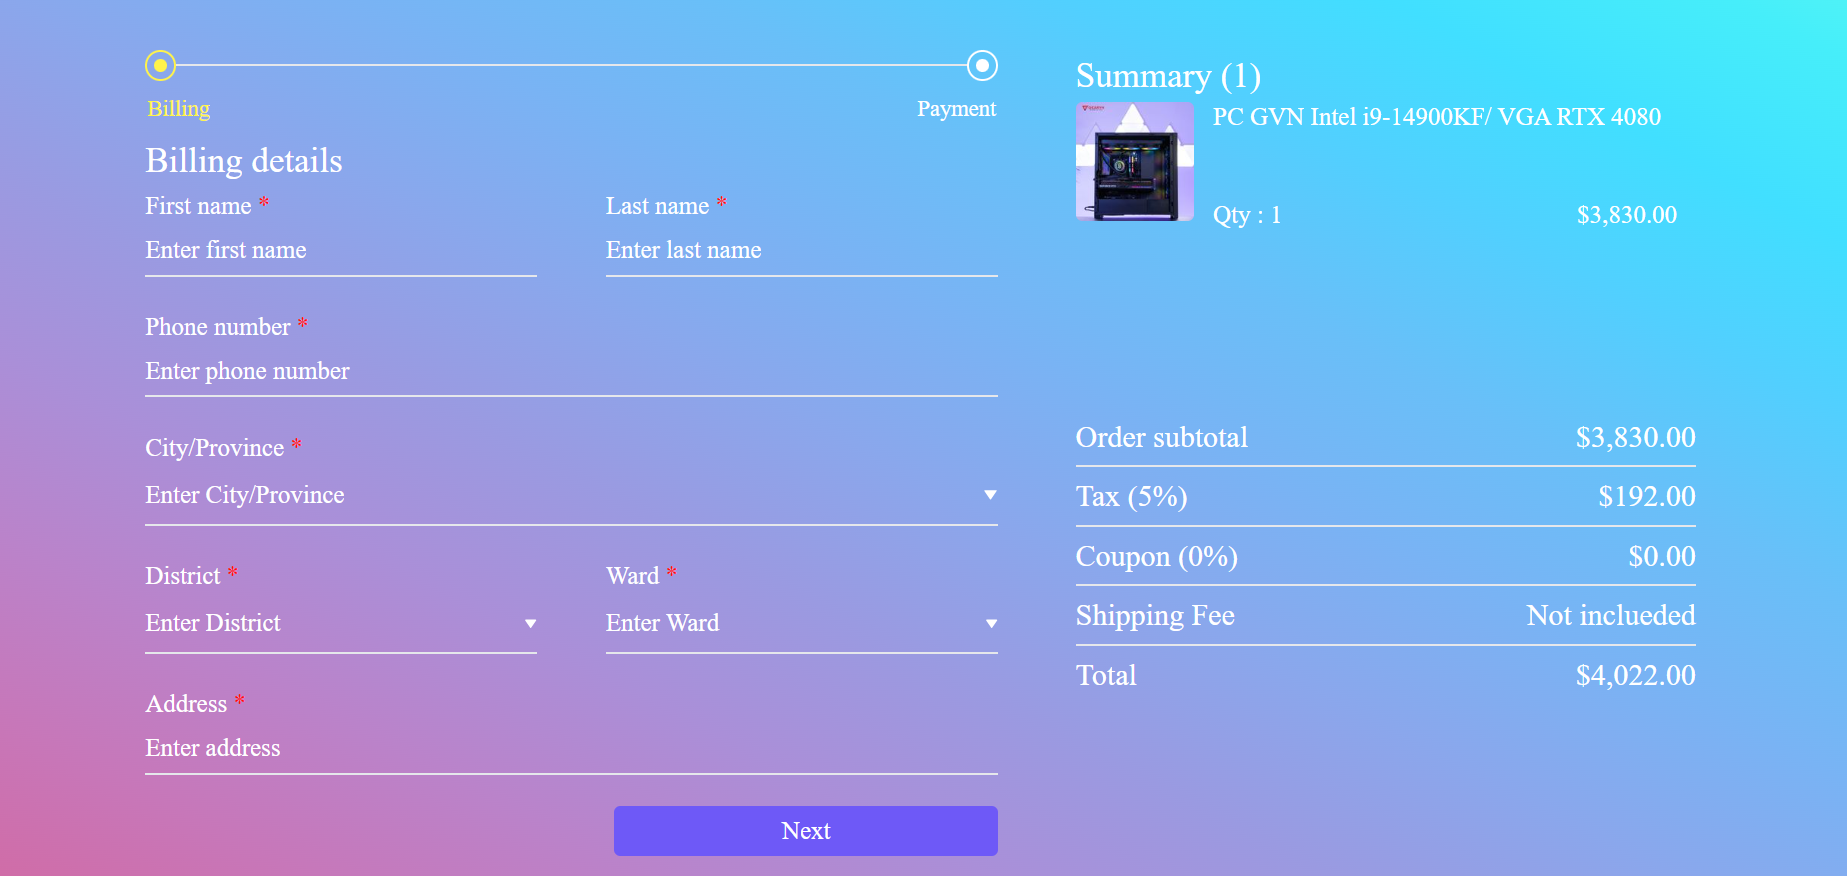 Billing
Payment
Billing details
First name *
Last name *
Enter first name
Enter last name
Phone number *
Enter phone number
City/Province *
Enter City/Province
District *
Ward *
Enter District
Enter Ward
Address *
Enter address
Next
Summary (1)
PC GVN Intel i9-14900KF/ VGA RTX 4080
Qty : 1
$3,830.00
Order subtotal
$3,830.00
Tax (5%)
$192.00
Coupon (0%)
$0.00
Shipping Fee
Not inclueded
Total
$4,022.00